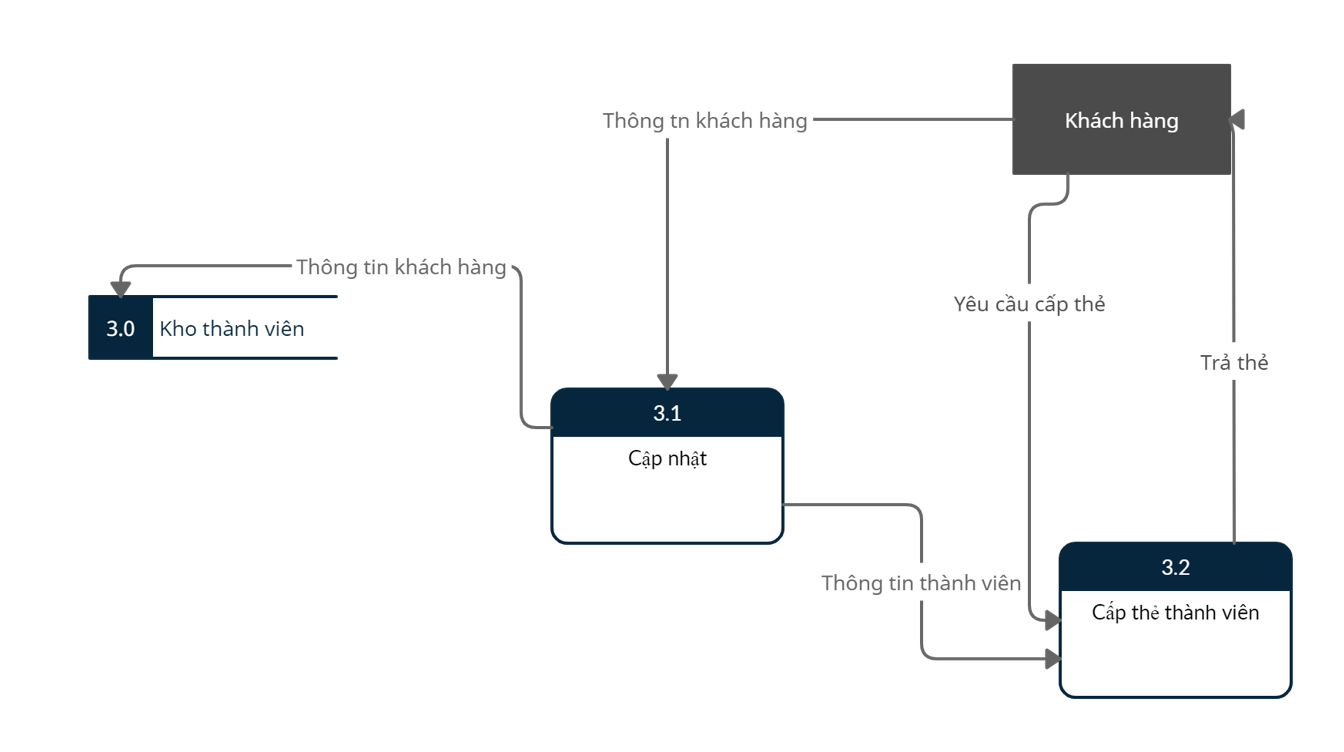 Khách hàng
Thông tn khách hàng
Thông tin khách hàng
Yêu cầu cấp thẻ
3.0
Kho thành viên
Trả thẻ
3.1
Cập nhật
3.2
Thông tin thành viên
Cấp thẻ thành viên